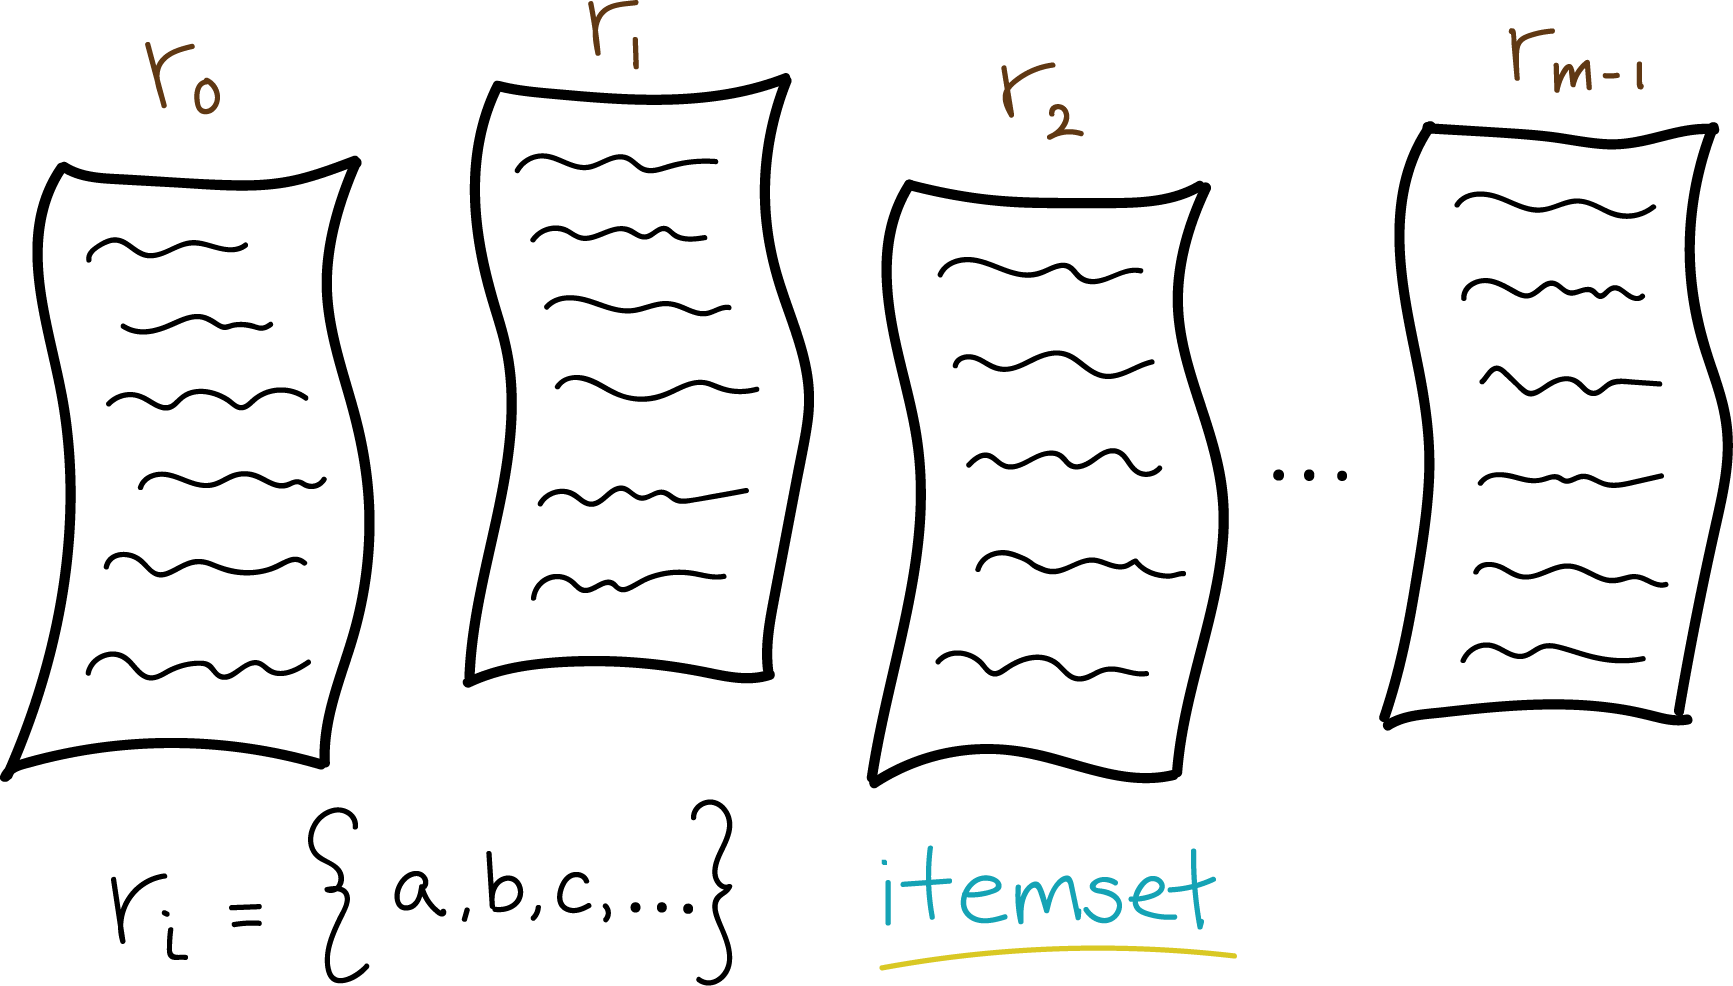 r₀ r₁ r₂ ... rₘ₋₁
rᵢ = {a, b, c, ...} itemset